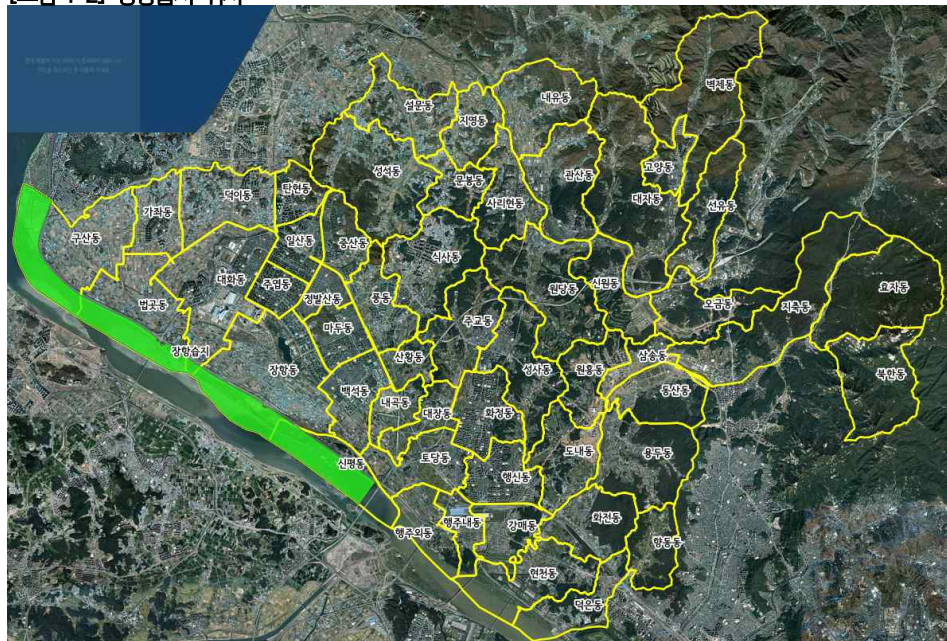 벽제동
설문동
내유동
지영동
성석동
문봉동
관산동
고양동
덕이동
탄현동
사리현동
대자동
선유동
가좌동
구산동
일산동
중산동
식사동
대화동
주엽동
원당동
신원동
효자동
법곳동
정발산동
풍동
오금동
지축동
마두동
주교동
장항습지
산황동
삼송동
장항동
성사동
원흥동
북한동
백석동
내곡동
대장동
화정동
동산동
신평동
토당동
도내동
용두동
행신동
행주외동
행주내동
강매동
화전동
향동동
현천동
덕은동